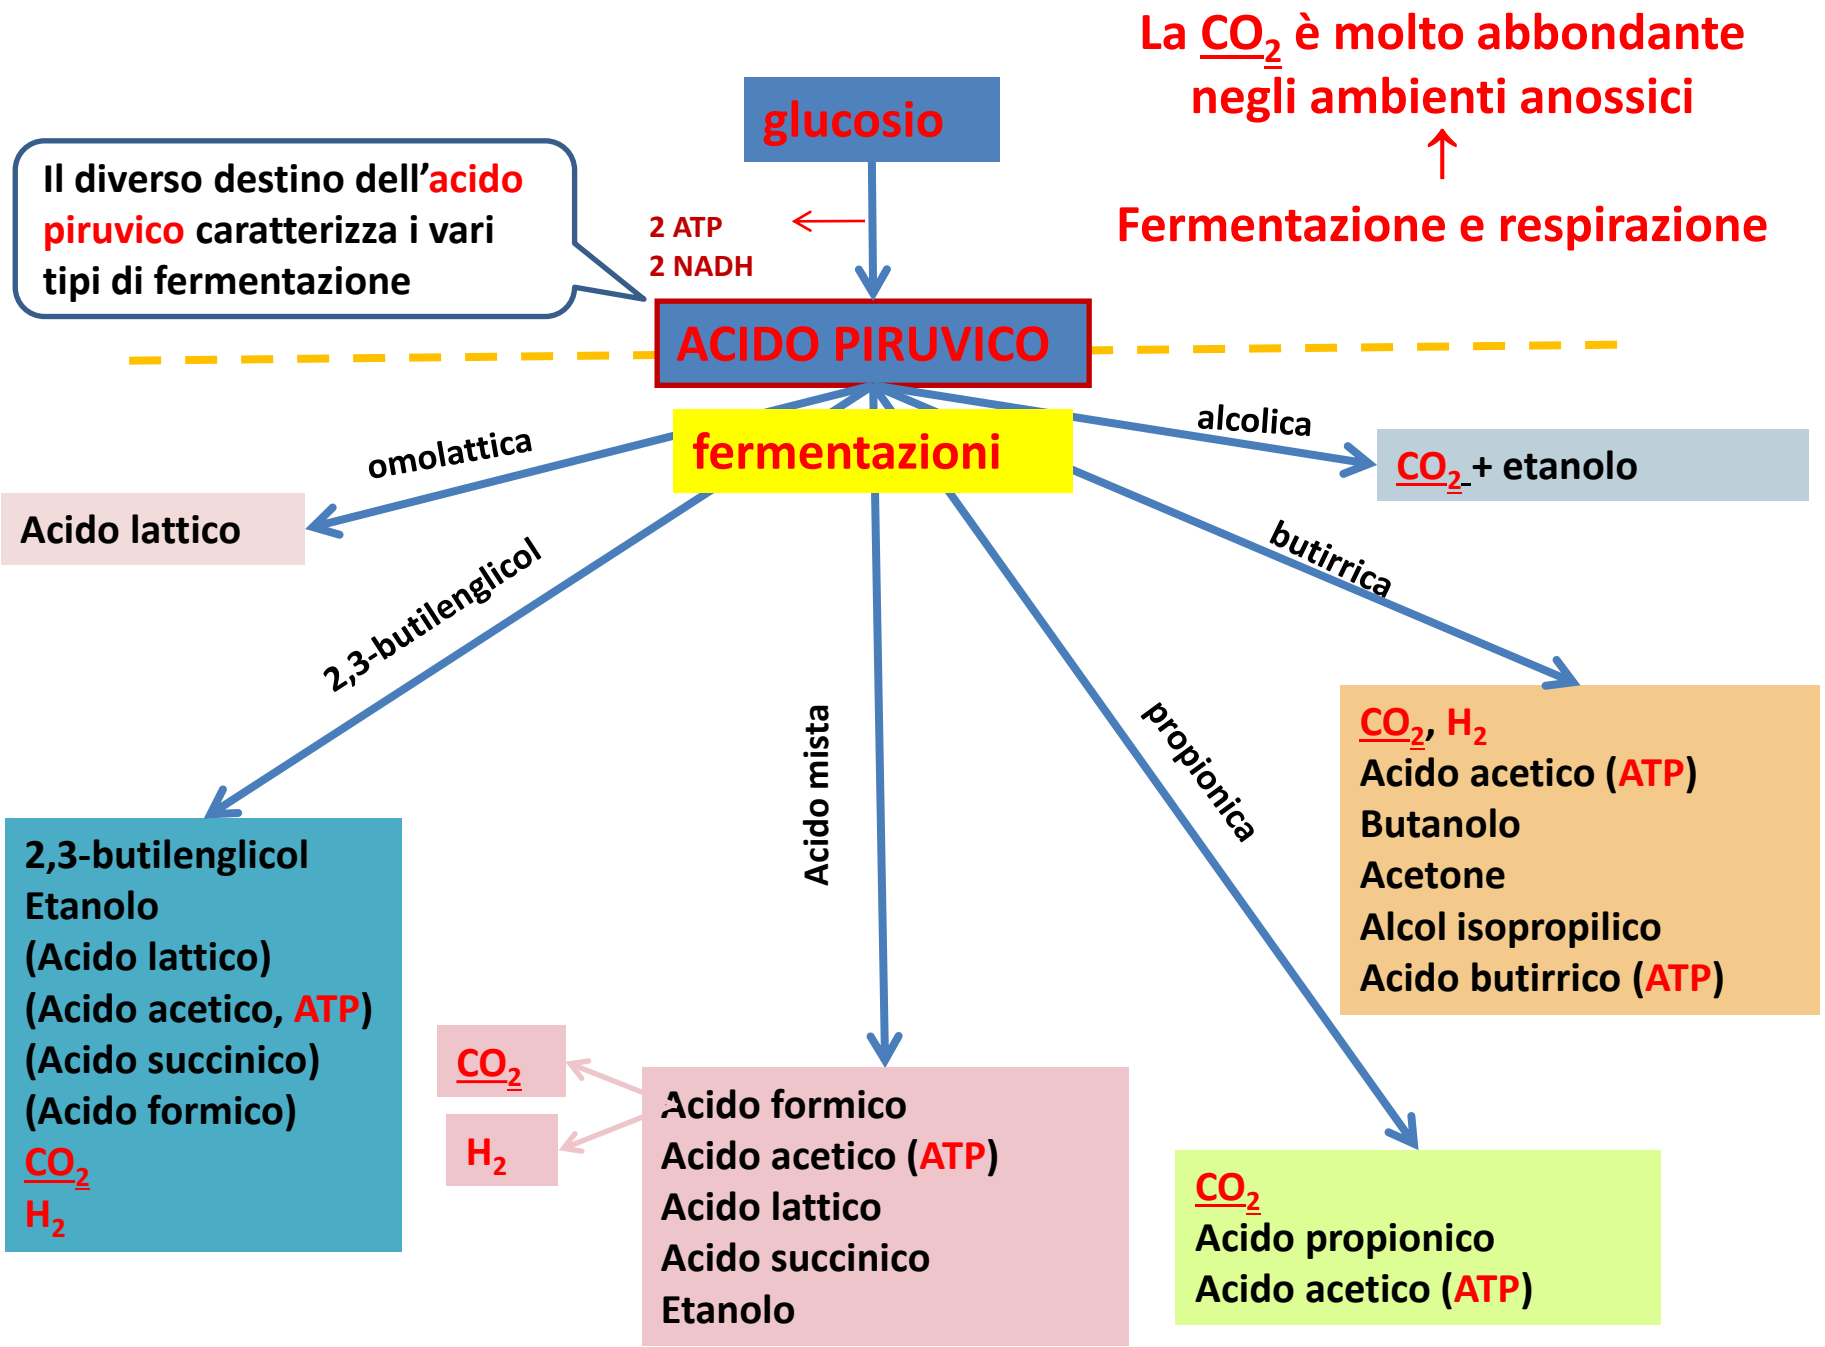 La CO₂ è molto abbondante
negli ambienti anossici
↑
Fermentazione e respirazione
glucosio
Il diverso destino dell’acido
piruvico caratterizza i vari
tipi di fermentazione
2 ATP
2 NADH
ACIDO PIRUVICO
fermentazioni
omolattica
alcolica
Acido lattico
CO₂ + etanolo
2,3-butilenglicol
butirrica
Acido mista
propionica
CO₂, H₂
Acido acetico (ATP)
Butanolo
Acetone
Alcol isopropilico
Acido butirrico (ATP)
2,3-butilenglicol
Etanolo
(Acido lattico)
(Acido acetico, ATP)
(Acido succinico)
(Acido formico)
CO₂
H₂
CO₂
H₂
Acido formico
Acido acetico (ATP)
Acido lattico
Acido succinico
Etanolo
CO₂
Acido propionico
Acido acetico (ATP)